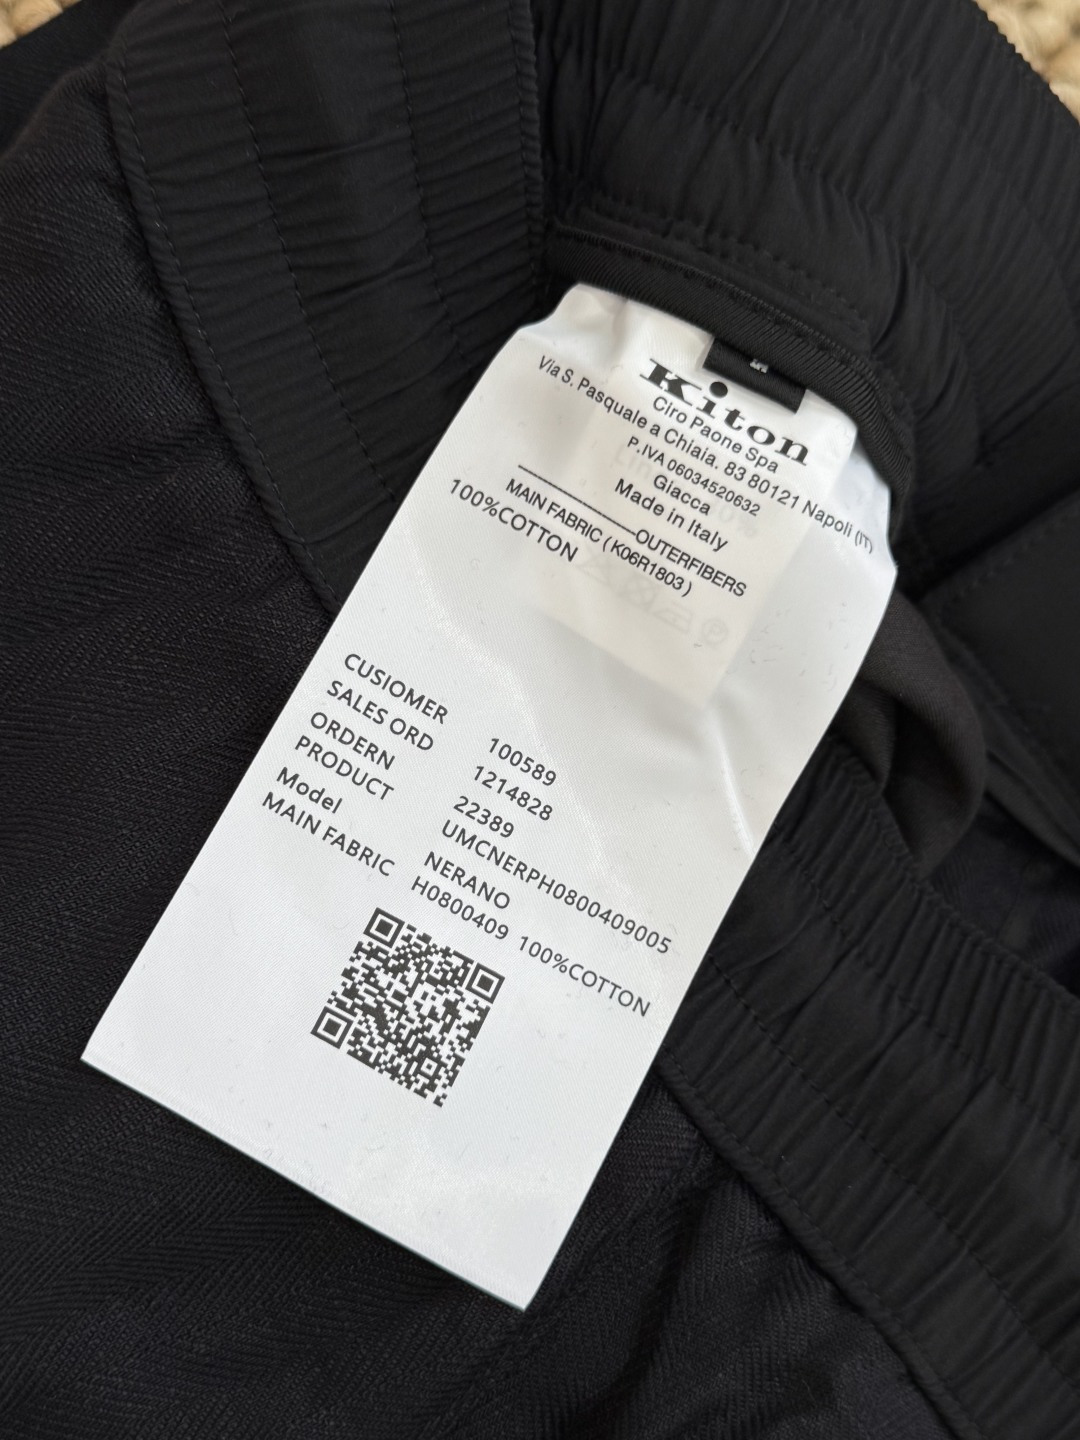 Kiton
Ciro Paone Spa
Via S. Pasquale a Chiaia, 83 80121 Napoli (IT)
P.IVA 06034520632
Giacca
Made in Italy
OUTERFIBERS
MAIN FABRIC (K06R1803)
100%COTTON
CUSIOMER 100589
SALES ORD 1214828
ORDERN 22389
PRODUCT UMCNERPH0800409005
Model NERANO
MAIN FABRIC H0800409 100%COTTON